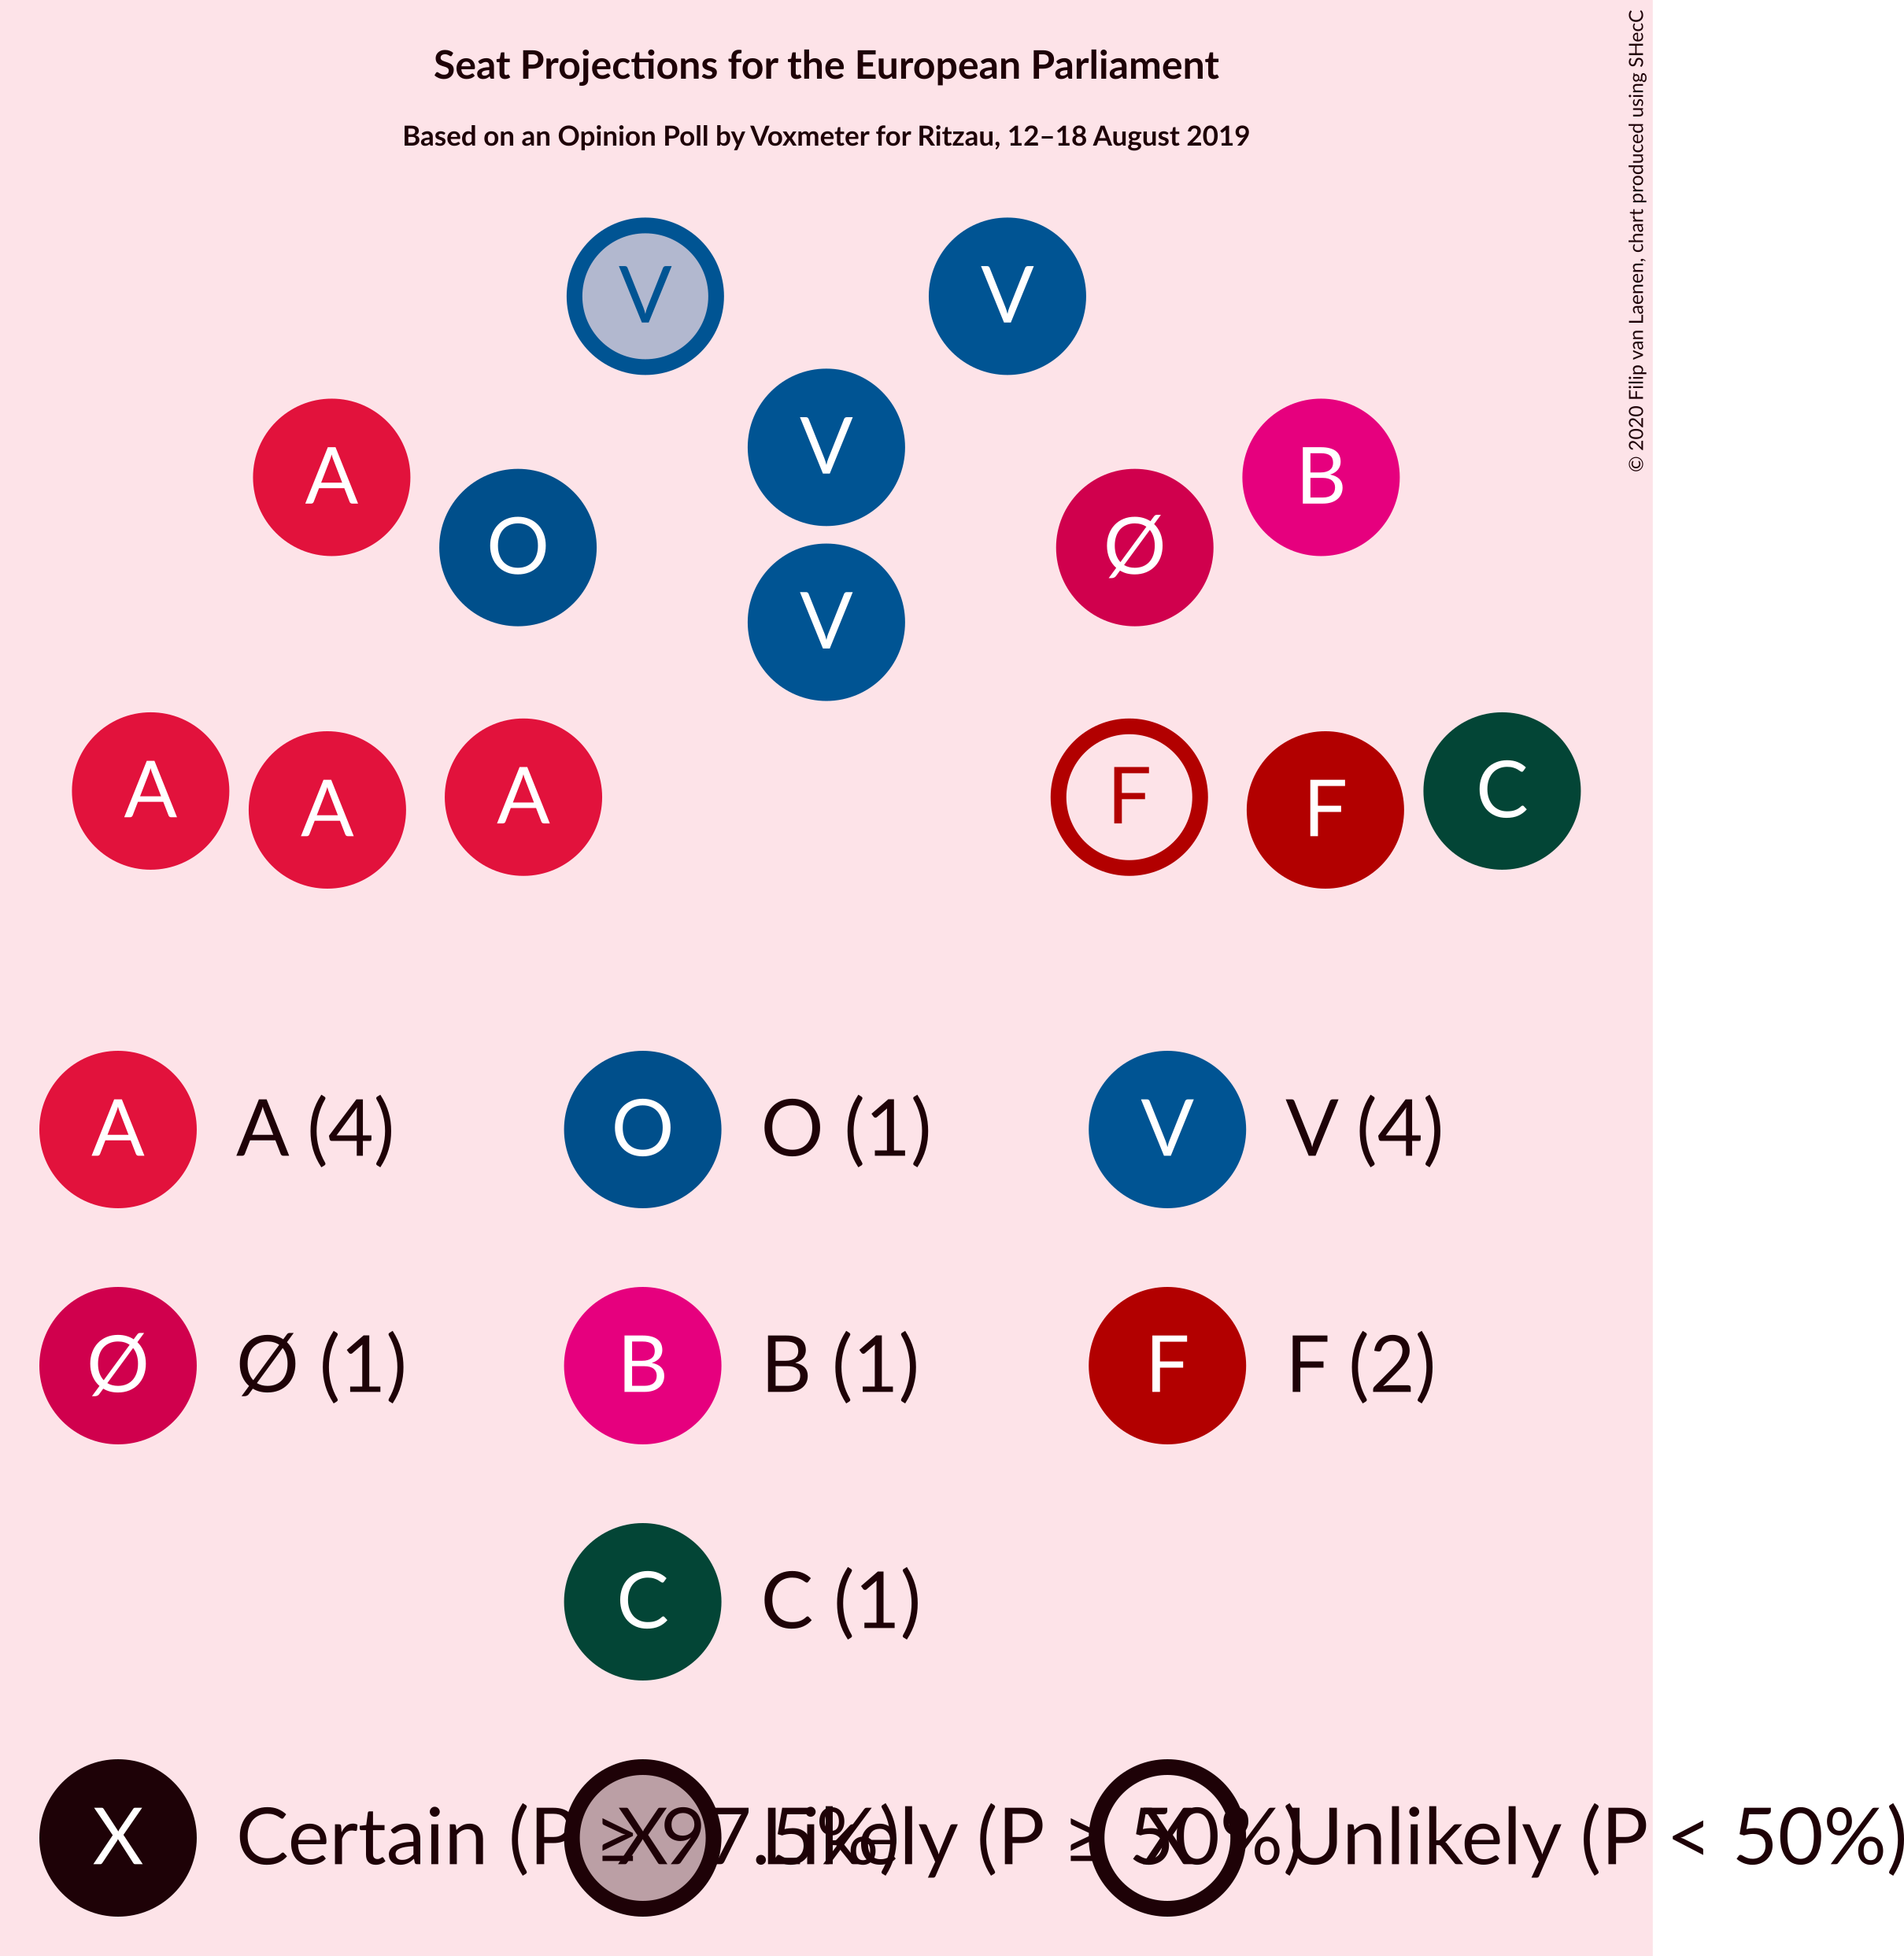 Seat Projections for the European Parliament
Based on an Opinion Poll by Voxmeter for Ritzau, 12–18 August 2019
© 2020 Filip van Laenen, chart produced using SHecC
V V
V
A B
O Ø
V
A A A F F C
A A (4) O O (1) V V (4)
Ø Ø (1) B B (1) F F (2)
C C (1)
X Certain (P ≥ 97.5%) X Likely (P ≥ 50%) X Unlikely (P < 50%)